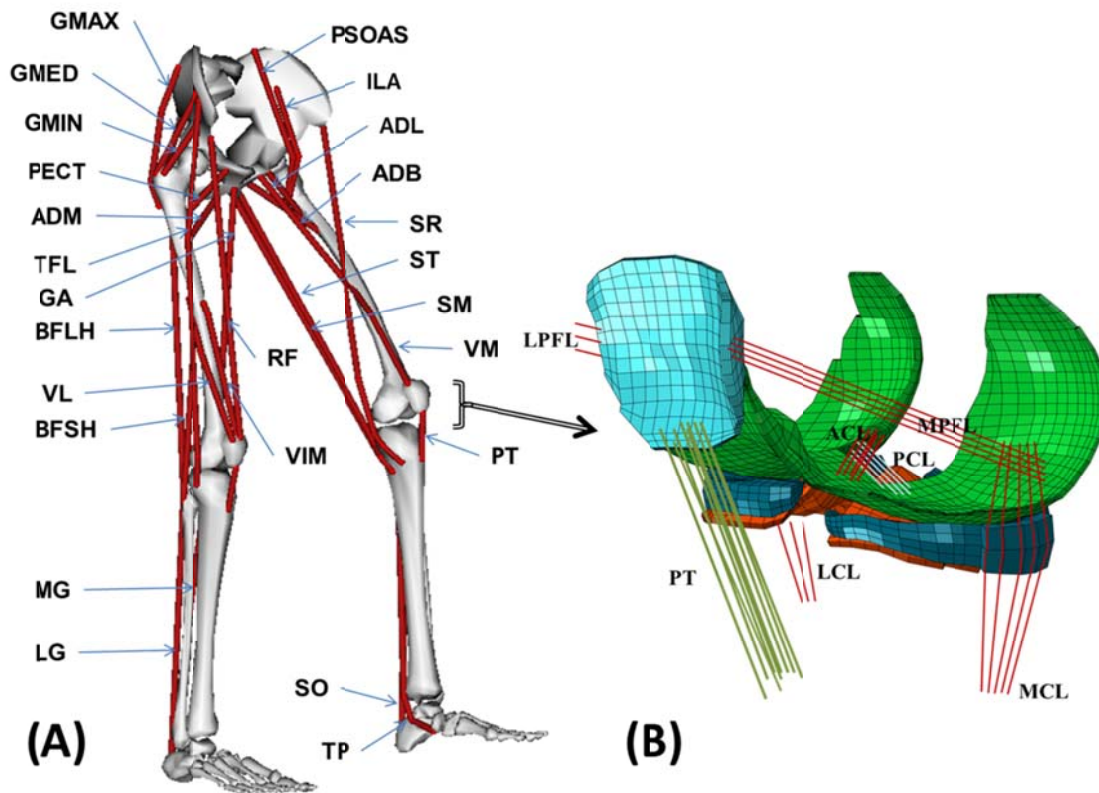 GMAX
GMED
GMIN
PECT
ADM
TFL
GA
BFLH
VL
BFSH
MG
LG
(A)
PSOAS
ILA
ADL
ADB
SR
ST
SM
VM
RF
VIM
PT
SO
TP
LPFL
MPFL
ACL
PCL
PT
LCL
MCL
(B)